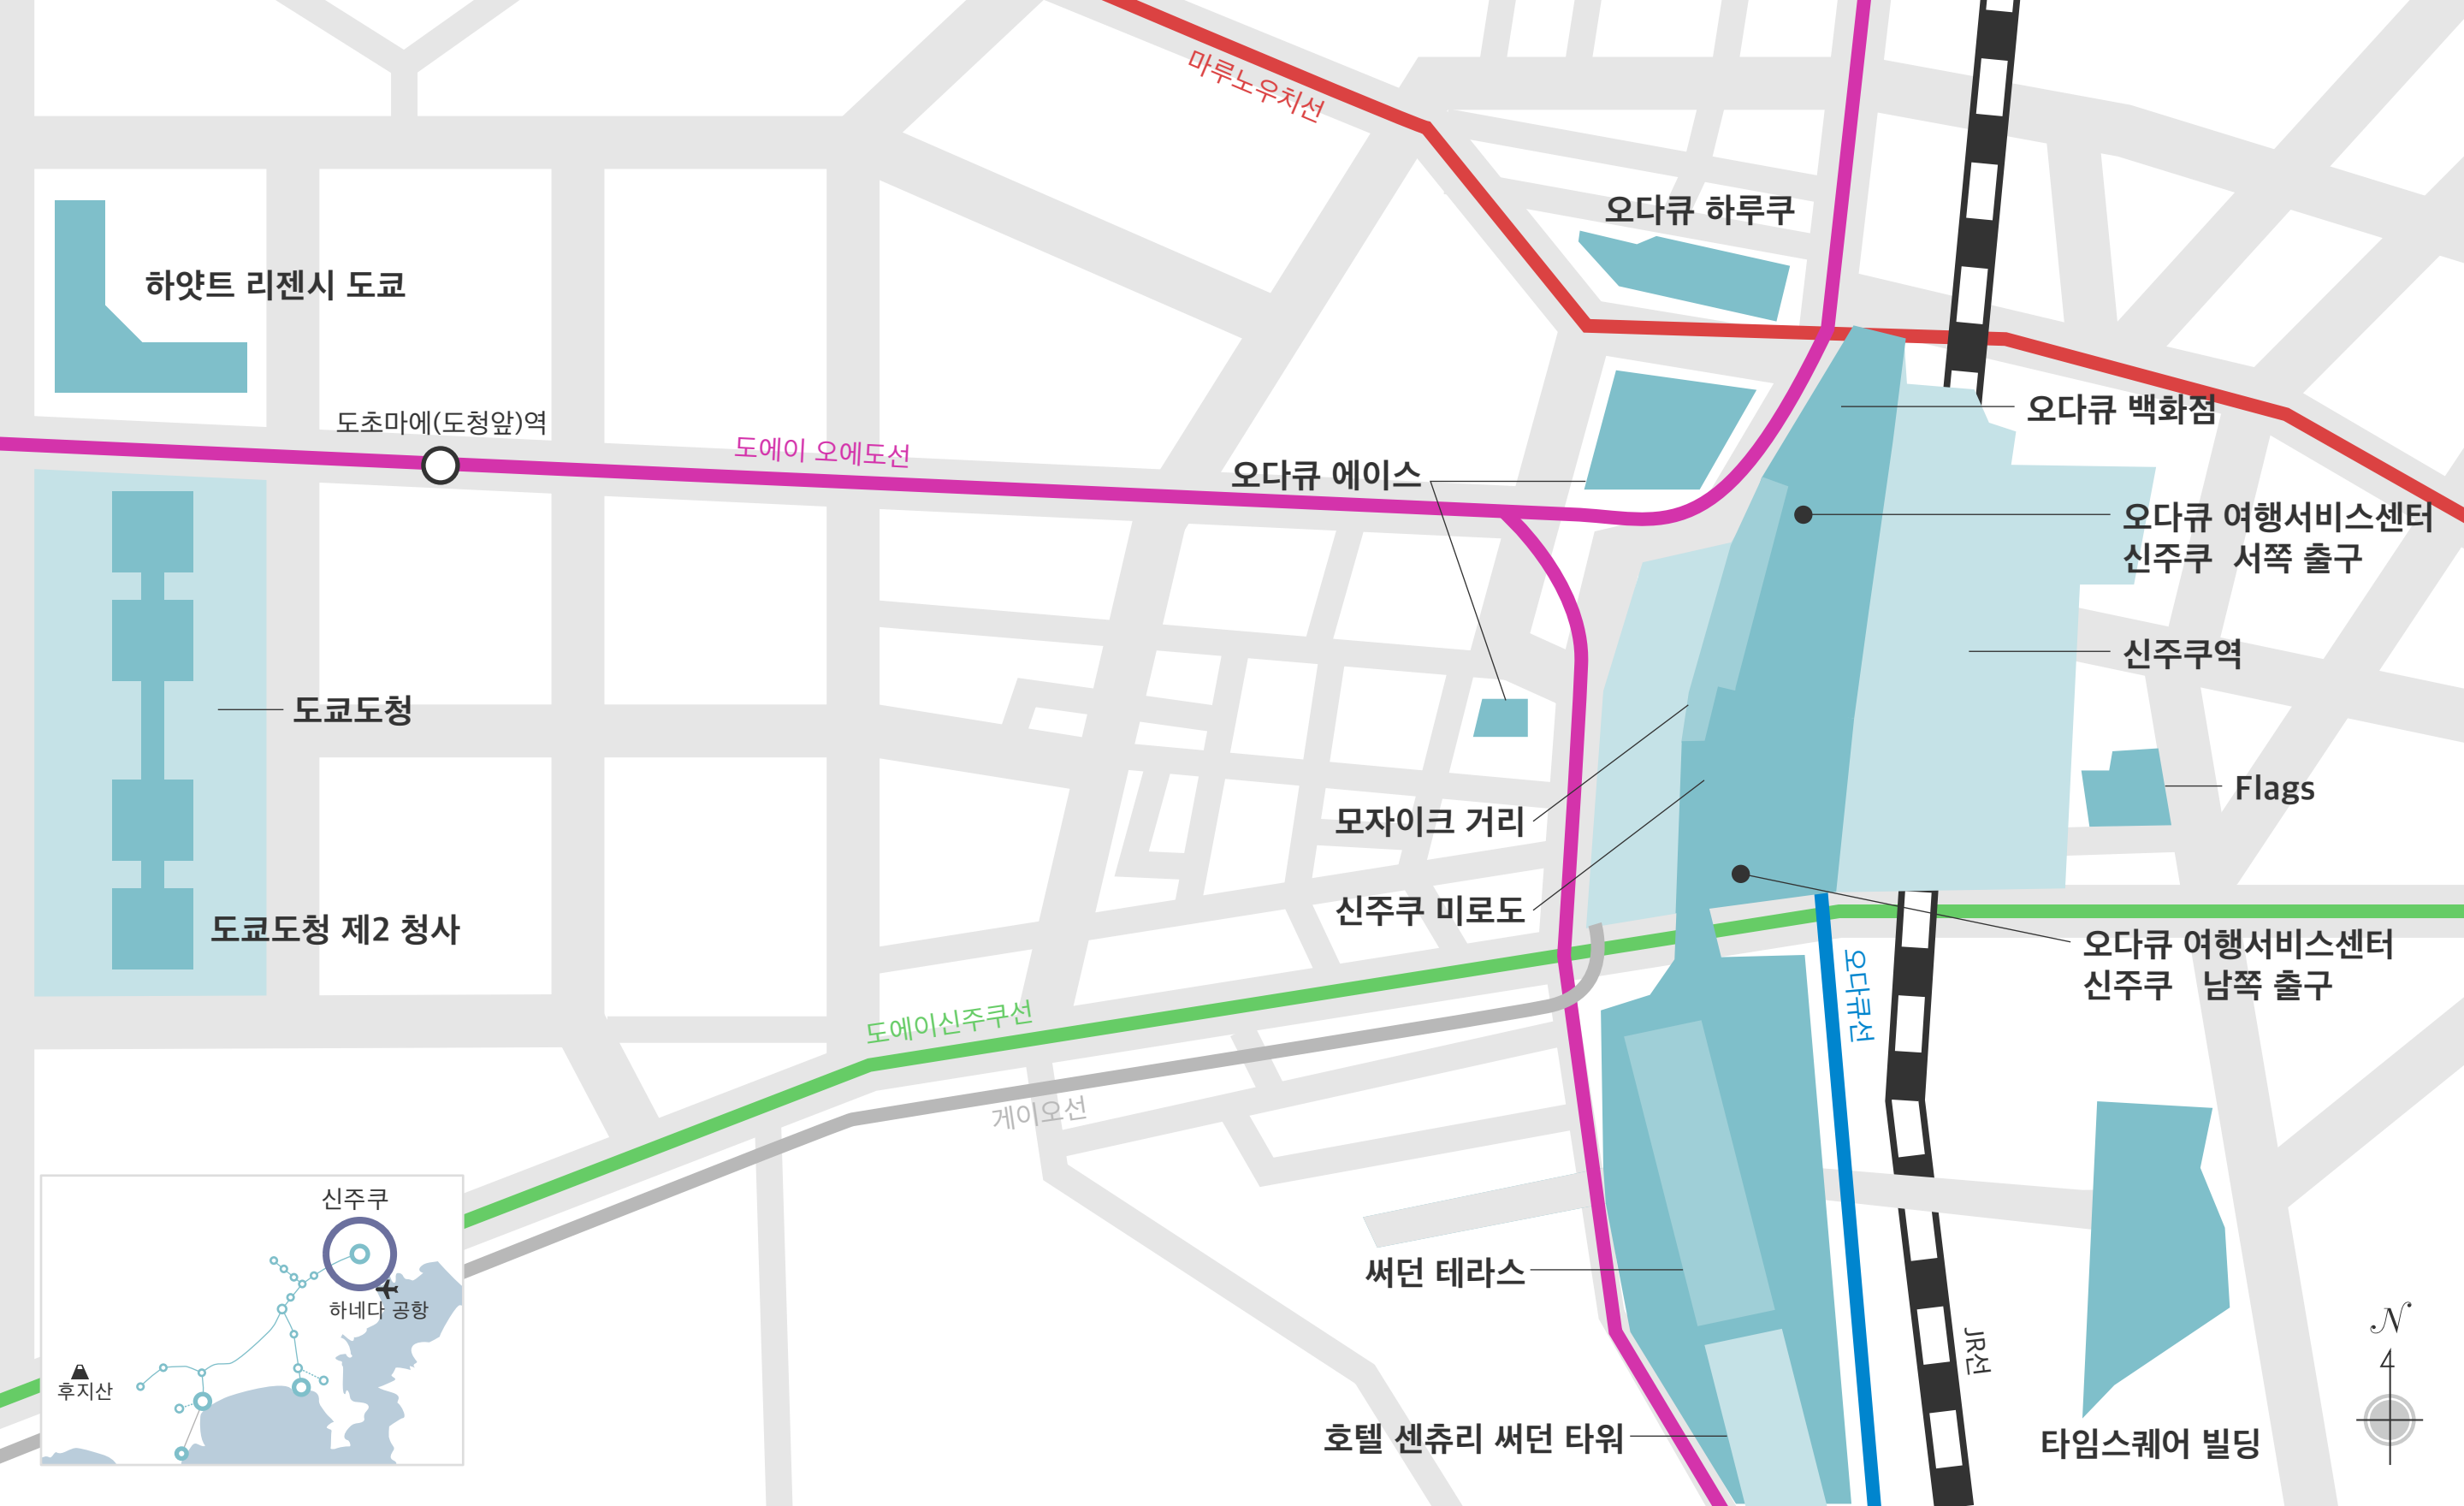 마루노우치선
오다큐 하루쿠
하얏트 리젠시 도쿄
도초마에(도청앞)역
도에이 오에도선
오다큐 백화점
오다큐 에이스
오다큐 여행서비스센터
신주쿠 서쪽 출구
신주쿠역
도쿄도청
Flags
모자이크 거리
신주쿠 미로도
도쿄도청 제2 청사
오다큐 여행서비스센터
신주쿠 남쪽 출구
오다큐선
도에이신주쿠선
게이오선
신주쿠
하네다 공항
후지산
써던 테라스
JR선
N
호텔 센츄리 써던 타워
타임스퀘어 빌딩